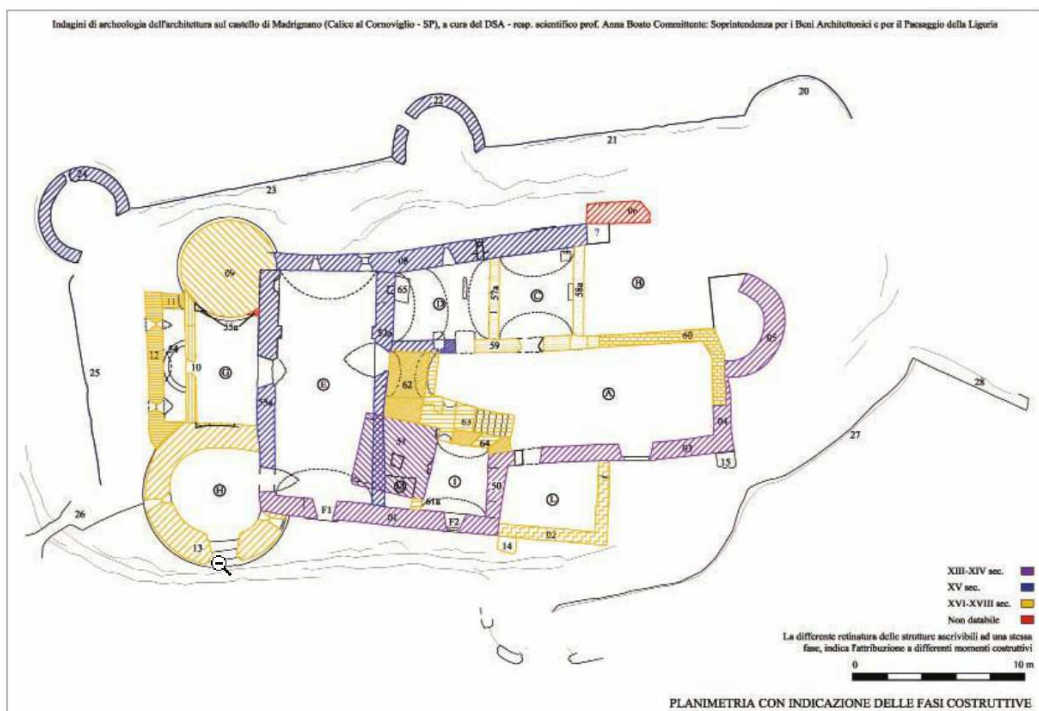 Indagini di archeologia dell'architettura sul castello di Madrignano (Calice al Cornoviglio - SP), a cura del DSA - resp. scientifico prof. Anna Boato Committente: Soprintendenza per i Beni Architettonici e per il Paesaggio della Liguria
20
22
21
24
23
06
?
08
09
65
D
57a
C
58a
B
11
55a
54
12
10
59
60
05
25
G
E
62
A
28
63
04
64
03
27
15
H
M
I
50
L
61a
26
F1
01
F2
02
13
14
XIII-XIV sec.
XV sec.
XVI-XVIII sec.
Non databile
La differente retinatura delle strutture ascrivibili ad una stessa
fase, indica l'attribuzione a differenti momenti costruttivi
0 10 m
PLANIMETRIA CON INDICAZIONE DELLE FASI COSTRUTTIVE